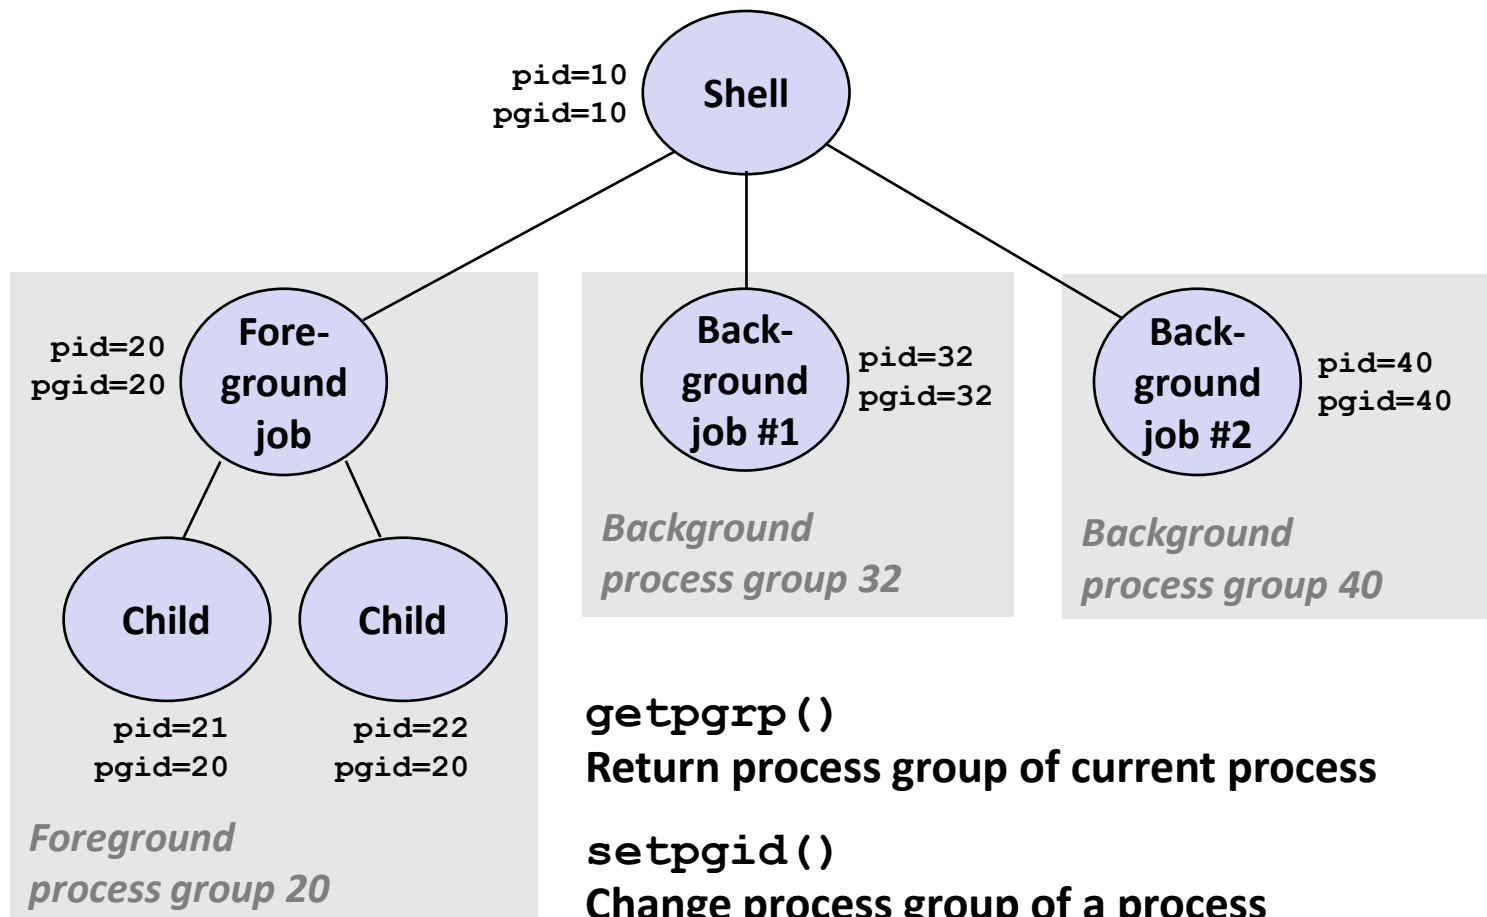 pid=10
pgid=10
Shell
pid=20
pgid=20
Fore-
ground
job
Back-
ground
job #1
pid=32
pgid=32
Back-
ground
job #2
pid=40
pgid=40
Background
process group 32
Background
process group 40
Child
Child
pid=21
pgid=20
pid=22
pgid=20
Foreground
process group 20
getpgrp()
Return process group of current process
setpgid()
Change process group of a process